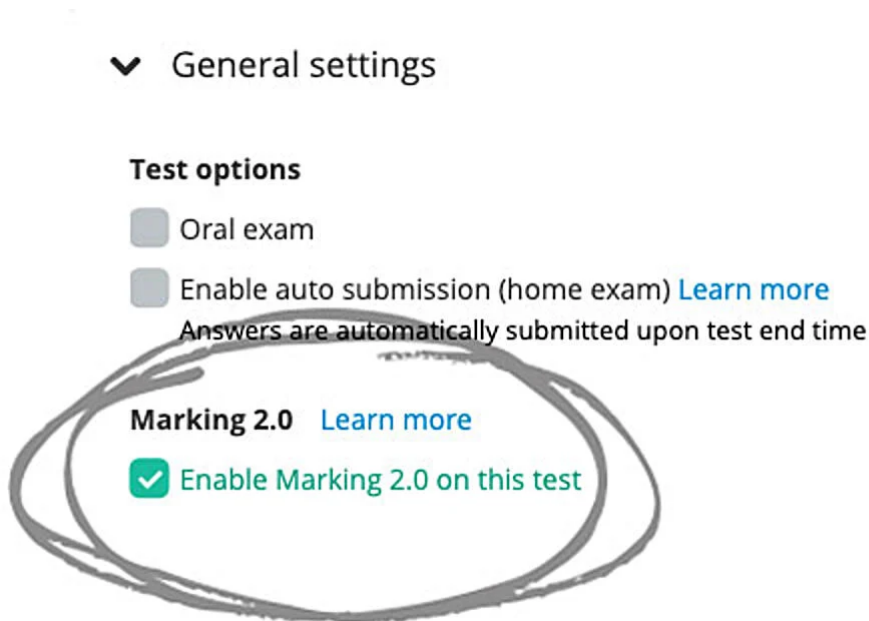 General settings
Test options
Oral exam
Enable auto submission (home exam) Learn more
Answers are automatically submitted upon test end time
Marking 2.0 Learn more
Enable Marking 2.0 on this test